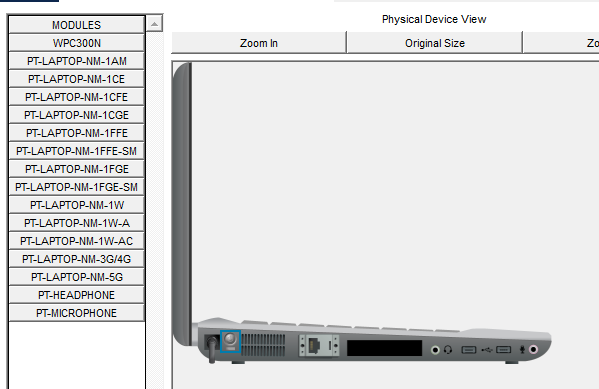 Physical Device View
MODULES
Zoom In
Original Size
Zo
WPC300N
PT-LAPTOP-NM-1AM
PT-LAPTOP-NM-1CE
PT-LAPTOP-NM-1CFE
PT-LAPTOP-NM-1CGE
PT-LAPTOP-NM-1FFE
PT-LAPTOP-NM-1FFE-SM
PT-LAPTOP-NM-1FGE
PT-LAPTOP-NM-1FGE-SM
PT-LAPTOP-NM-1W
PT-LAPTOP-NM-1W-A
PT-LAPTOP-NM-1W-AC
PT-LAPTOP-NM-3G/4G
PT-LAPTOP-NM-5G
PT-HEADPHONE
PT-MICROPHONE